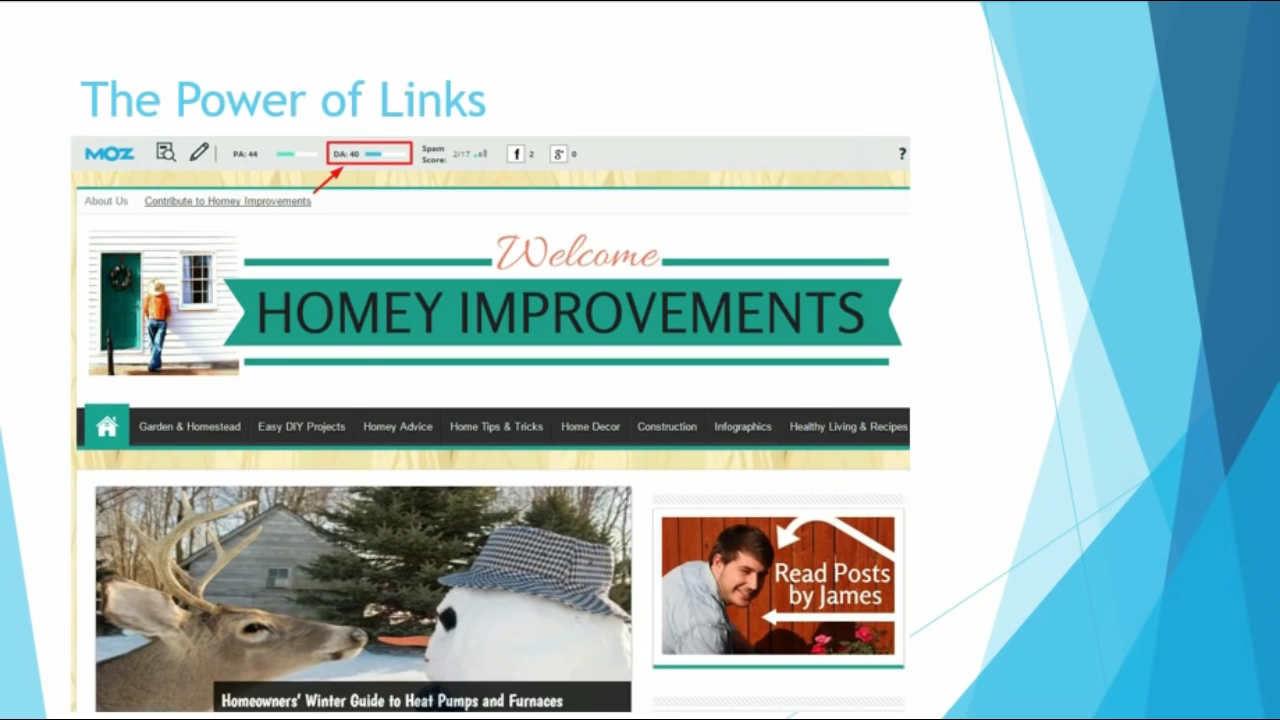 The Power of Links
MOZ PA: 44 DA: 40 Spam Score: 2/17 f 2 g+ 0 ?
About Us Contribute to Homey Improvements
Welcome
HOMEY IMPROVEMENTS
Garden & Homestead Easy DIY Projects Homey Advice Home Tips & Tricks Home Decor Construction Infographics Healthy Living & Recipes
Read Posts
by James
Homeowners' Winter Guide to Heat Pumps and Furnaces